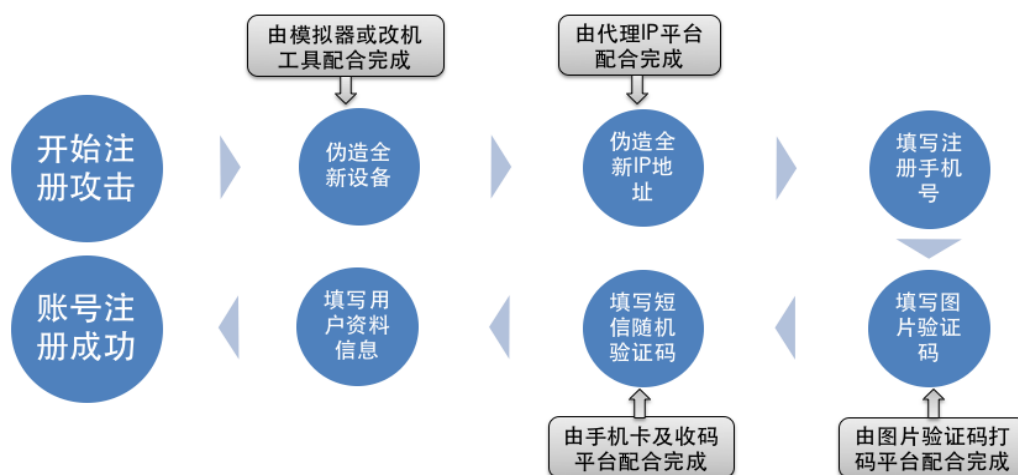 由模拟器或改机
工具配合完成
由代理IP平台
配合完成
开始注
册攻击
伪造全
新设备
伪造全
新IP地
址
填写注
册手机
号
账号注
册成功
填写用
户资料
信息
填写短
信随机
验证码
填写图
片验证
码
由手机卡及收码
平台配合完成
由图片验证码打
码平台配合完成